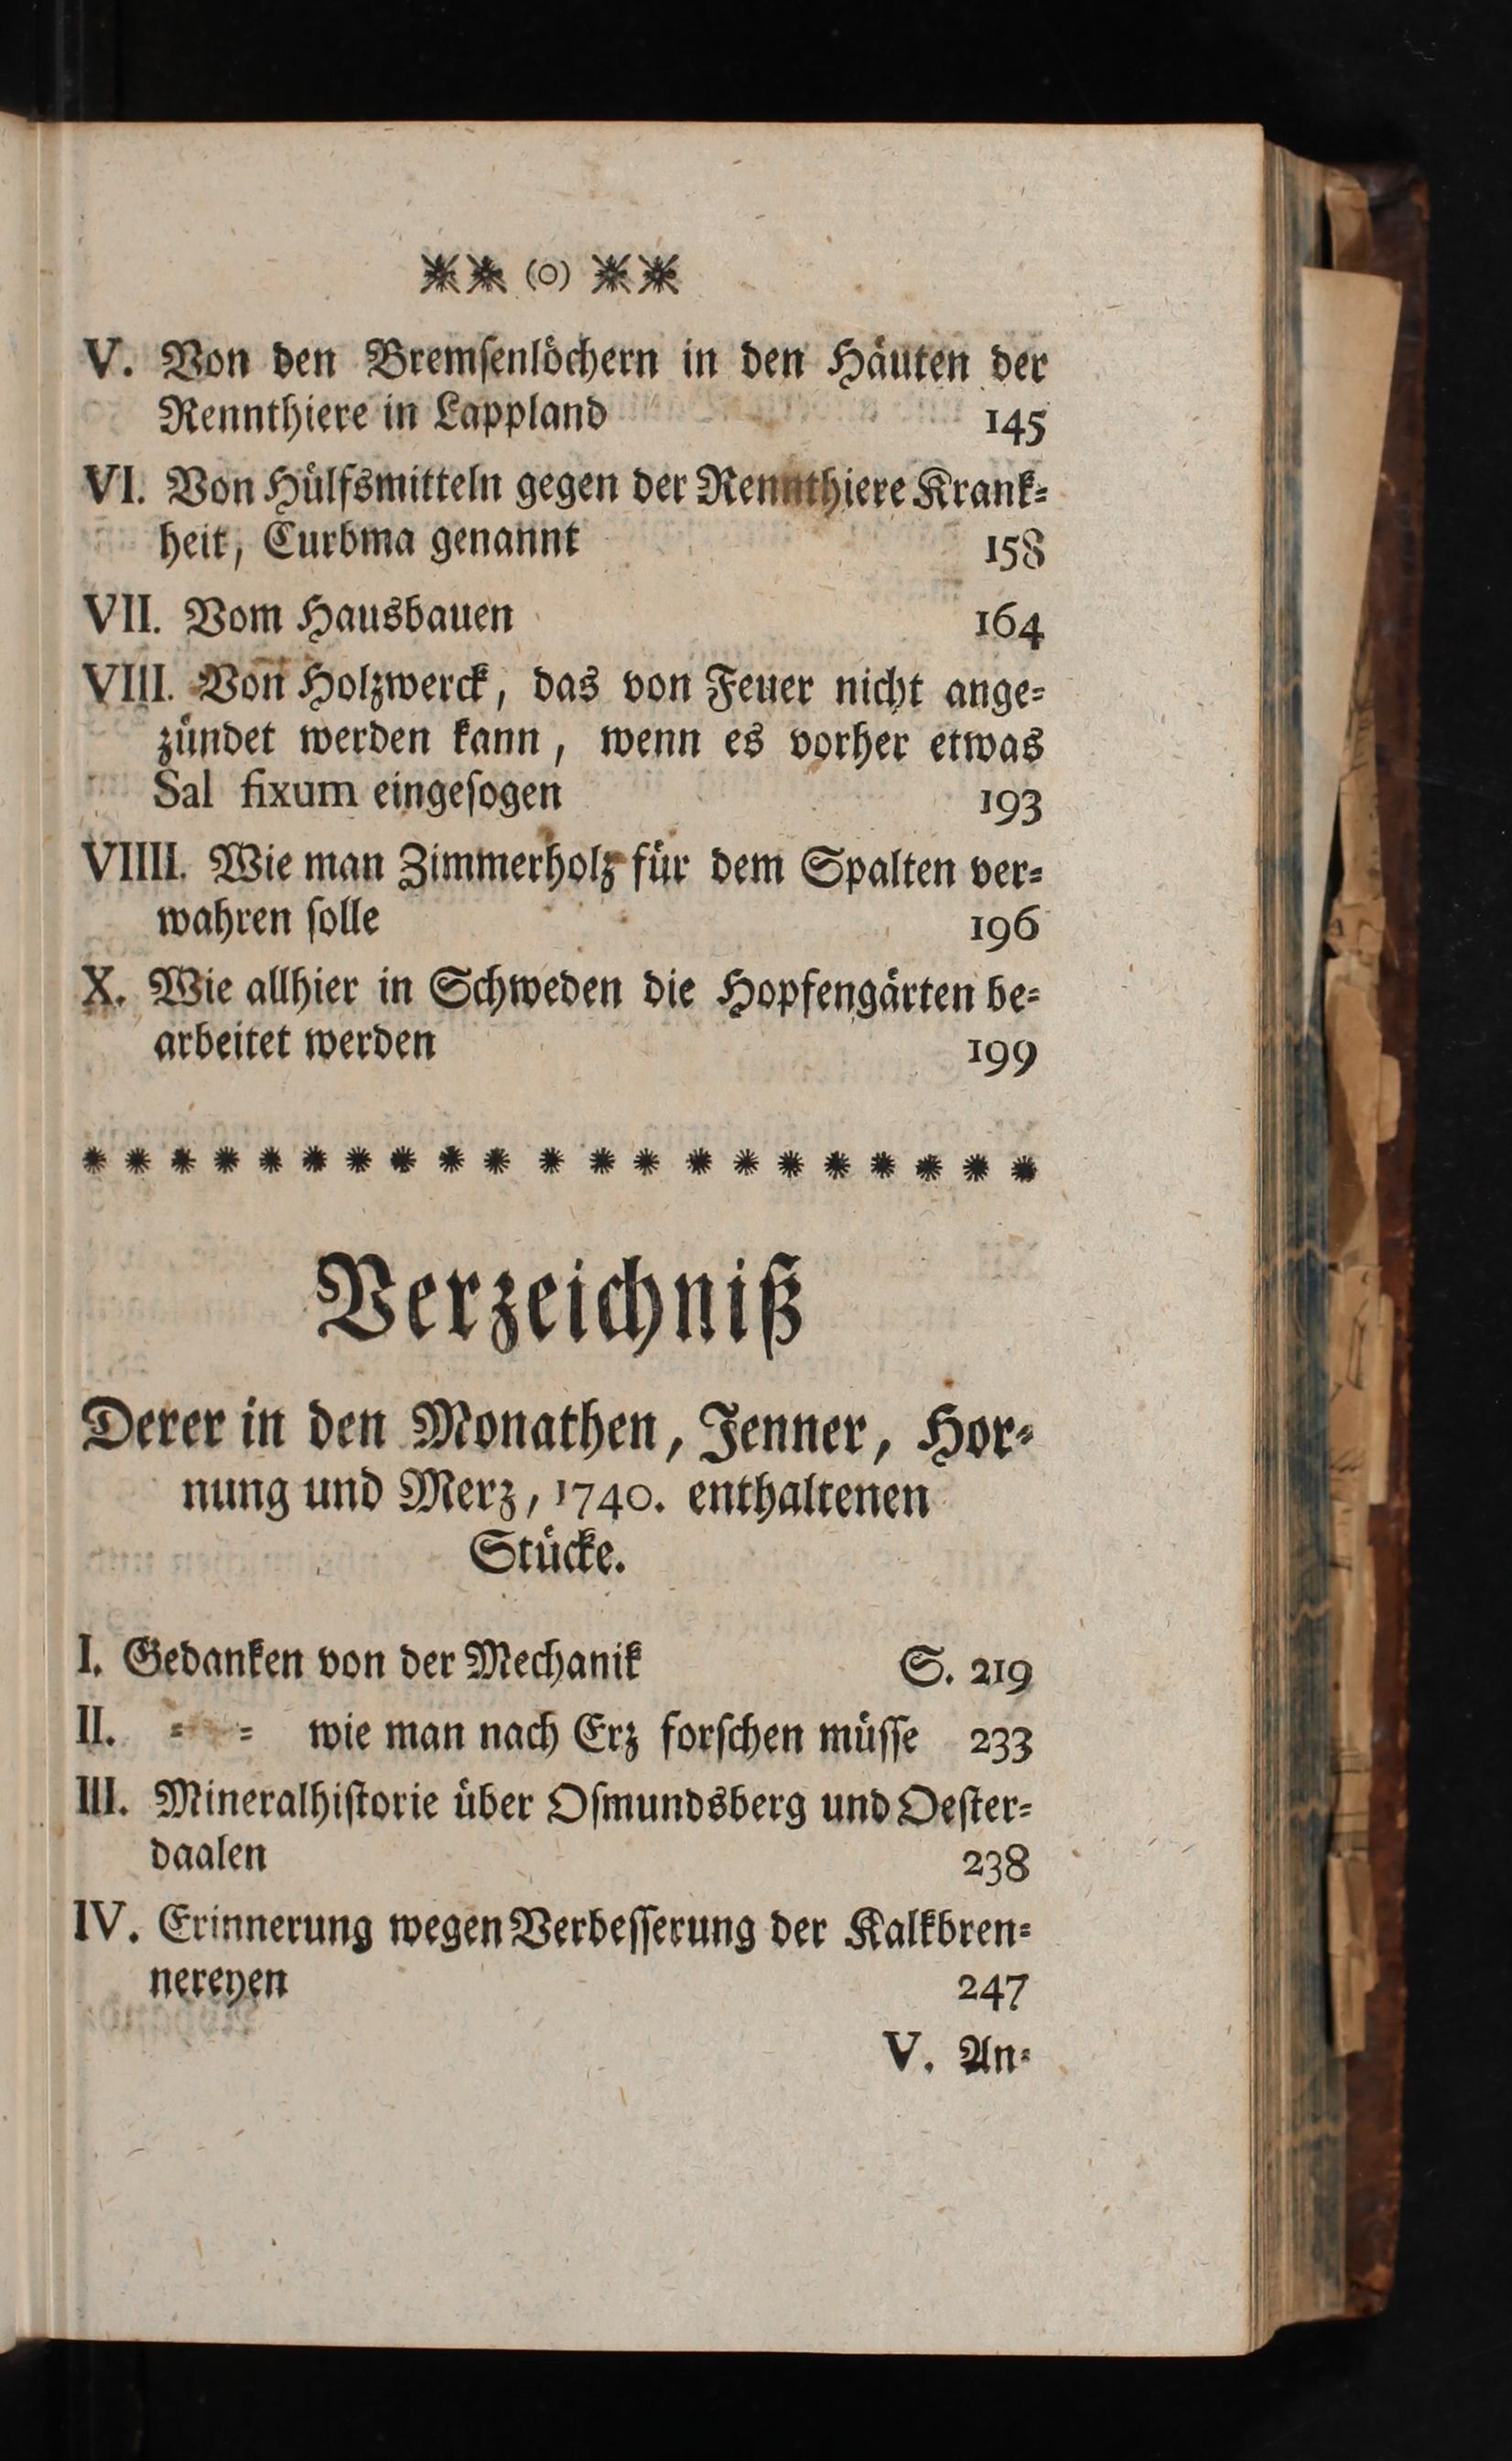 ** (o) **
V. Von den Bremſenlöchern in den Häuten der
Rennthiere in Lappland 145
VI. Von Hülfsmitteln gegen der Rennthiere Krank⸗
heit, Curbma genannt 158
VII. Vom Hausbauen 164
VIII. Von Holzwerck, das von Feuer nicht ange⸗
zündet werden kann, wenn es vorher etwas
Sal fixum eingeſogen 193
VIIII. Wie man Zimmerholz für dem Spalten ver⸗
wahren ſolle 196
X. Wie allhier in Schweden die Hopfengärten be⸗
arbeitet werden 199
* * * * * * * * * * * * * * * * * * * * *
Verzeichniß
Derer in den Monathen, Jenner, Hor⸗
nung und Merz, 1740. enthaltenen
Stücke.
I. Gedanken von der Mechanik S. 219
II. ⸗ ⸗ wie man nach Erz forſchen müſſe 233
III. Mineralhiſtorie über Oſmundsberg und Oeſter⸗
daalen 238
IV. Erinnerung wegen Verbeſſerung der Kalkbren⸗
nereyen 247
V. An⸗